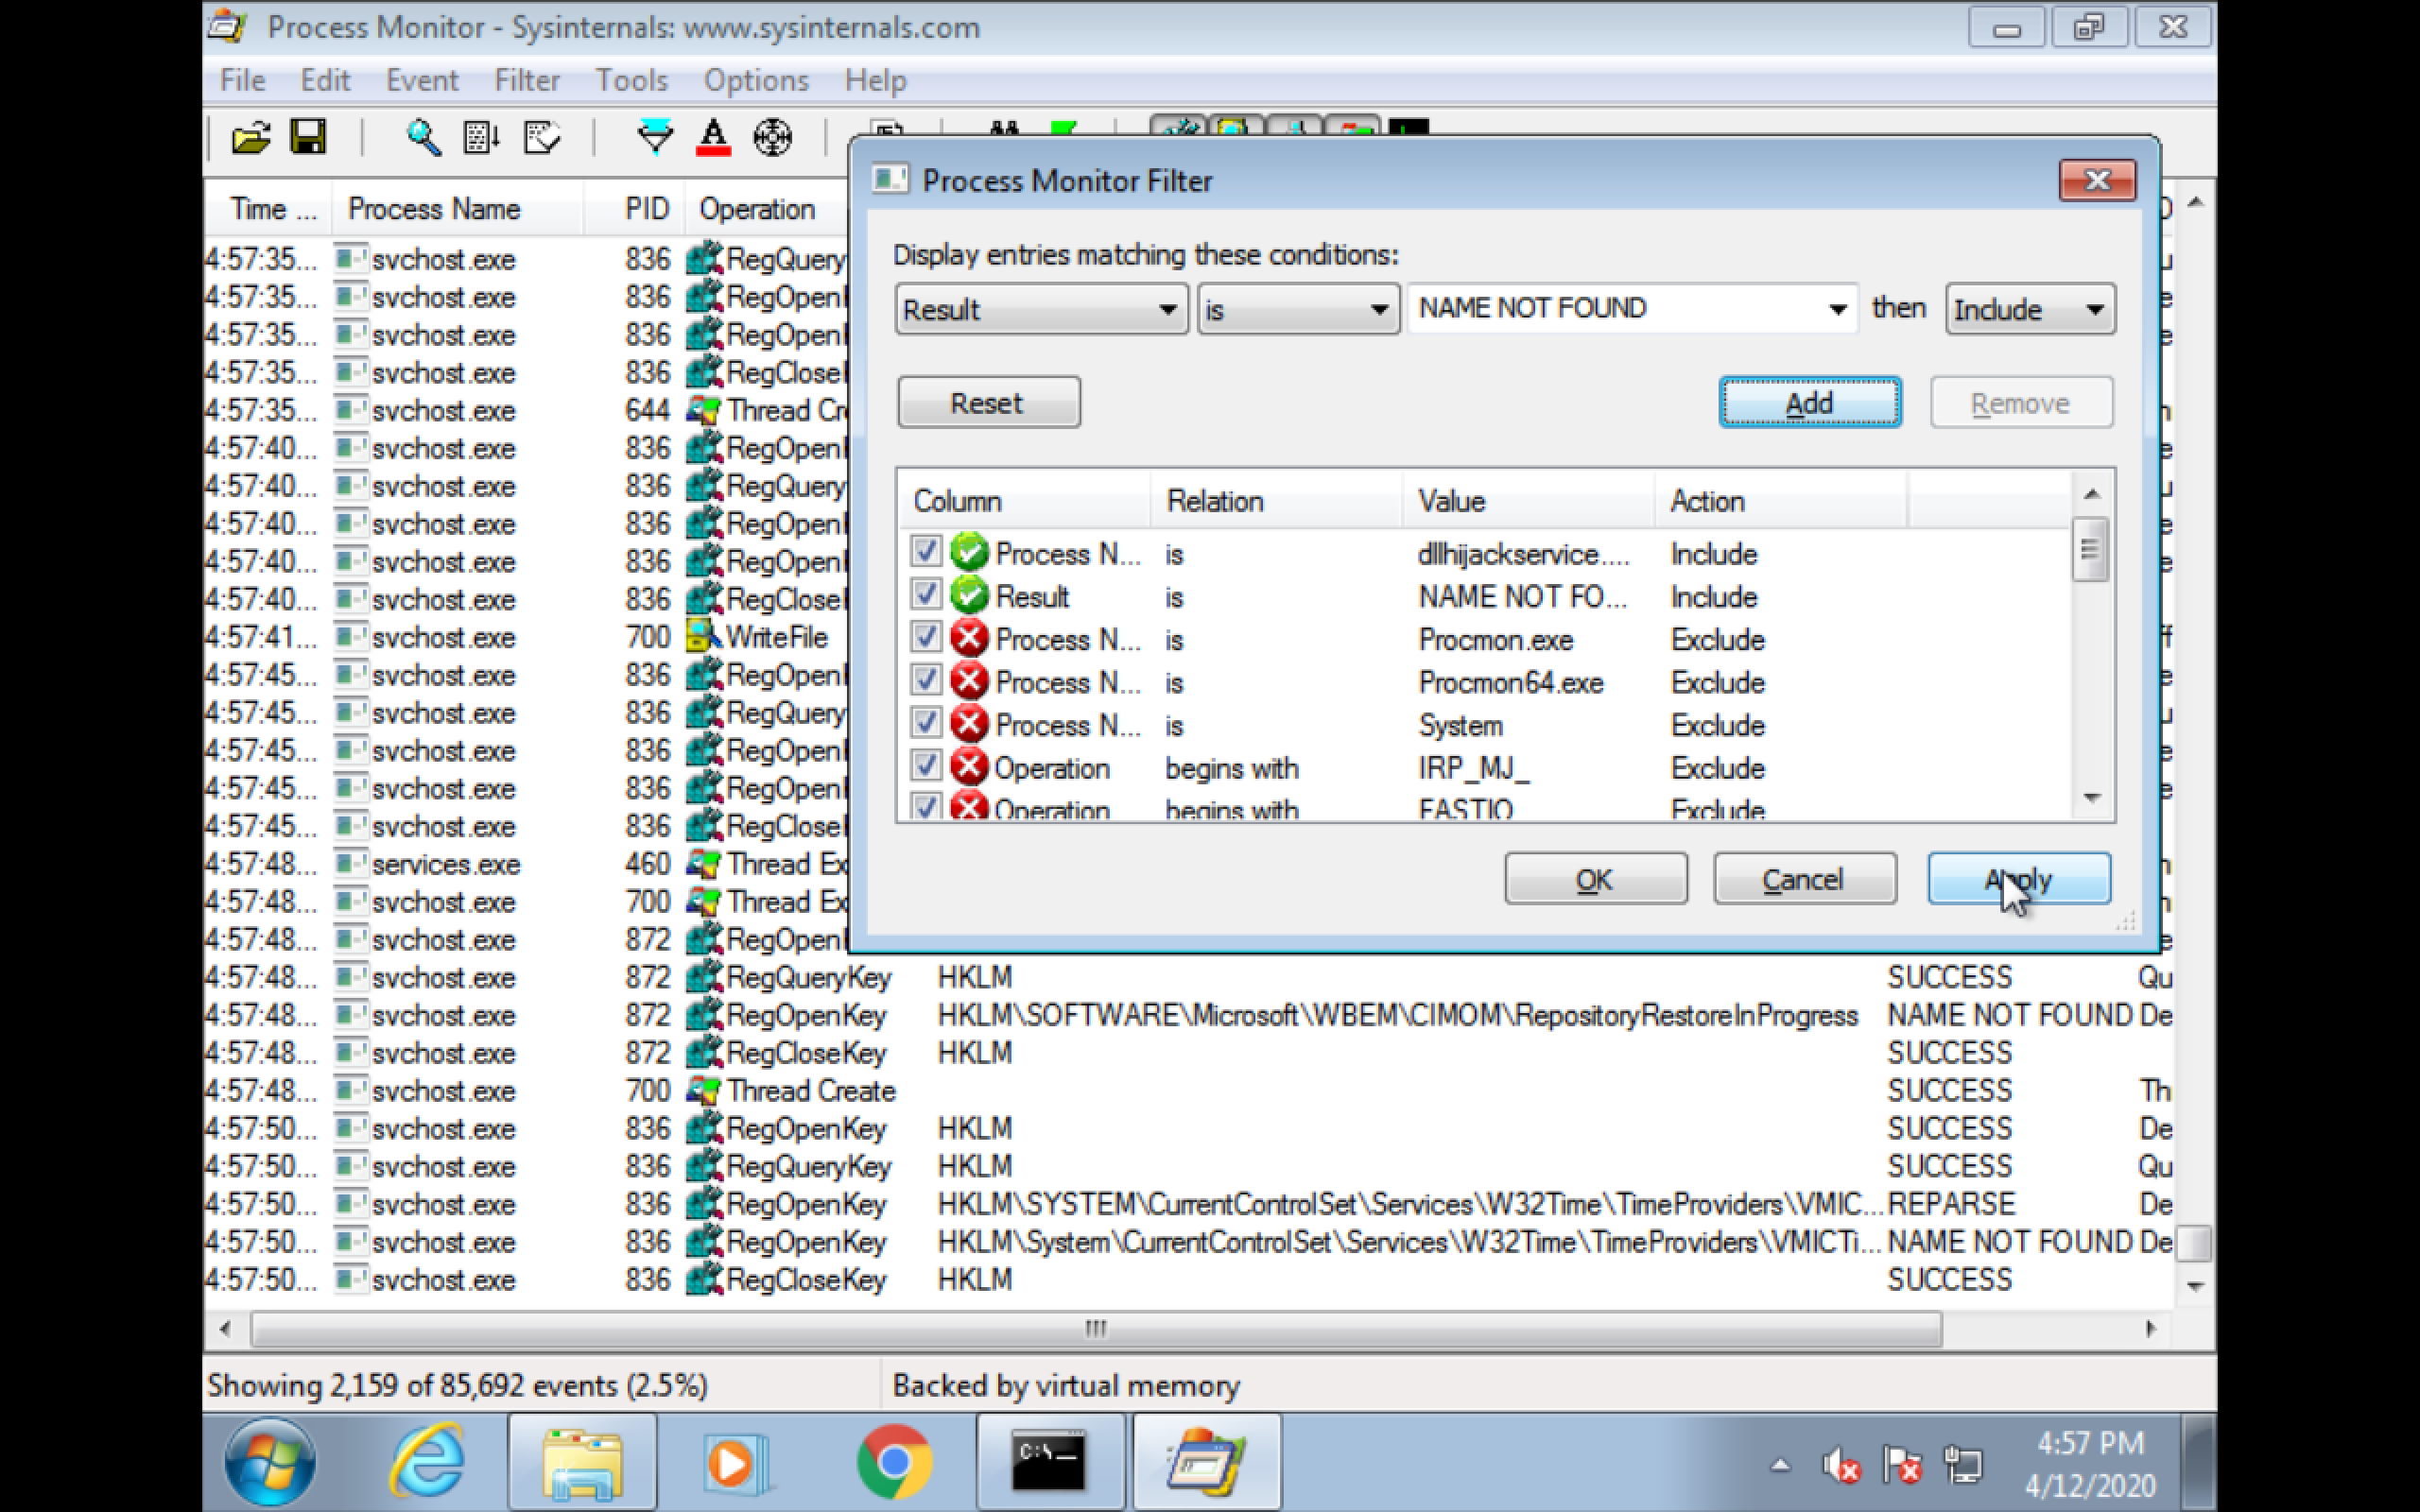 Process Monitor - Sysinternals: www.sysinternals.com
File Edit Event Filter Tools Options Help
Time ... Process Name PID Operation
Process Monitor Filter
Display entries matching these conditions:
Result is NAME NOT FOUND then Include
Reset Add Remove
Column Relation Value Action
Process N... is dllhijackservice.... Include
Result is NAME NOT FO... Include
Process N... is Procmon.exe Exclude
Process N... is Procmon64.exe Exclude
Process N... is System Exclude
Operation begins with IRP_MJ_ Exclude
Operation begins with FASTIO Exclude
OK Cancel Apply
4:57:35... svchost.exe 836 RegQuery
4:57:35... svchost.exe 836 RegOpen
4:57:35... svchost.exe 836 RegOpen
4:57:35... svchost.exe 836 RegClose
4:57:35... svchost.exe 644 Thread Cr
4:57:40... svchost.exe 836 RegOpen
4:57:40... svchost.exe 836 RegQuery
4:57:40... svchost.exe 836 RegOpen
4:57:40... svchost.exe 836 RegOpen
4:57:40... svchost.exe 836 RegClose
4:57:41... svchost.exe 700 WriteFile
4:57:45... svchost.exe 836 RegOpen
4:57:45... svchost.exe 836 RegQuery
4:57:45... svchost.exe 836 RegOpen
4:57:45... svchost.exe 836 RegOpen
4:57:45... svchost.exe 836 RegClose
4:57:48... services.exe 460 Thread Ex
4:57:48... svchost.exe 700 Thread Ex
4:57:48... svchost.exe 872 RegOpen
4:57:48... svchost.exe 872 RegQueryKey HKLM SUCCESS Qu
4:57:48... svchost.exe 872 RegOpenKey HKLM\SOFTWARE\Microsoft\WBEM\CIMOM\RepositoryRestoreInProgress NAME NOT FOUND De
4:57:48... svchost.exe 872 RegCloseKey HKLM SUCCESS
4:57:48... svchost.exe 700 Thread Create SUCCESS Th
4:57:50... svchost.exe 836 RegOpenKey HKLM SUCCESS De
4:57:50... svchost.exe 836 RegQueryKey HKLM SUCCESS Qu
4:57:50... svchost.exe 836 RegOpenKey HKLM\SYSTEM\CurrentControlSet\Services\W32Time\TimeProviders\VMIC... REPARSE De
4:57:50... svchost.exe 836 RegOpenKey HKLM\System\CurrentControlSet\Services\W32Time\TimeProviders\VMICTi... NAME NOT FOUND De
4:57:50... svchost.exe 836 RegCloseKey HKLM SUCCESS
Showing 2,159 of 85,692 events (2.5%) Backed by virtual memory
C:\
4:57 PM
4/12/2020